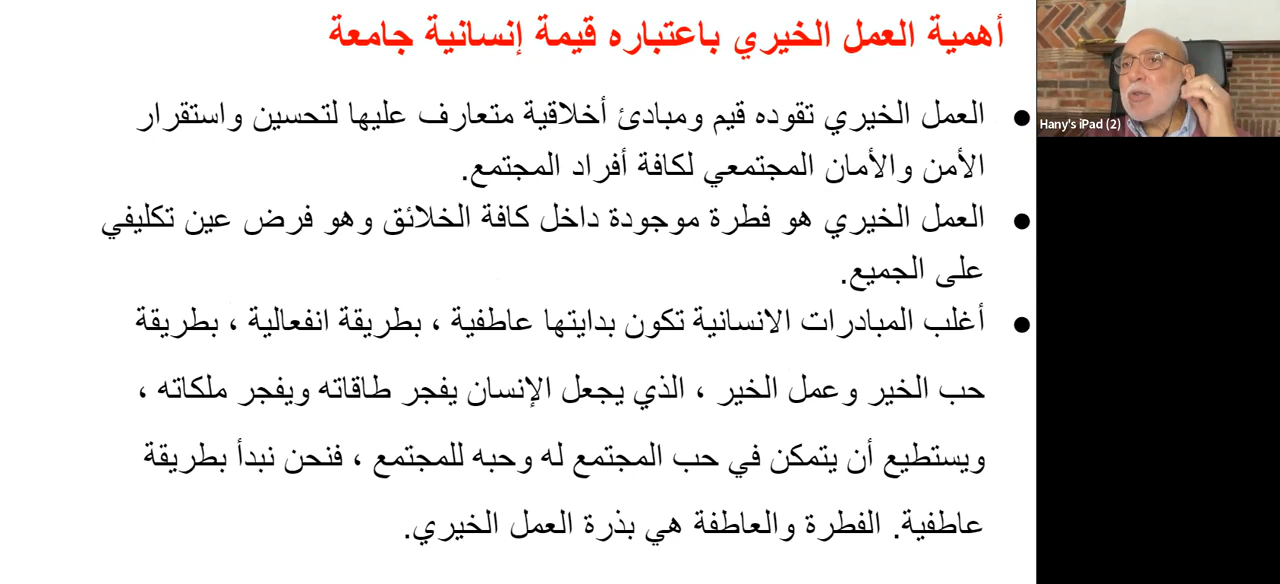 أهمية العمل الخيري باعتباره قيمة إنسانية جامعة
● العمل الخيري تقوده قيم ومبادئ أخلاقية متعارف عليها لتحسين واستقرار
الأمن والأمان المجتمعي لكافة أفراد المجتمع.
● العمل الخيري هو فطرة موجودة داخل كافة الخلائق وهو فرض عين تكليفي
على الجميع.
● أغلب المبادرات الانسانية تكون بدايتها عاطفية ، بطريقة انفعالية ، بطريقة
حب الخير وعمل الخير ، الذي يجعل الإنسان يفجر طاقاته ويفجر ملكاته ،
ويستطيع أن يتمكن في حب المجتمع له وحبه للمجتمع ، فنحن نبدأ بطريقة
عاطفية. الفطرة والعاطفة هي بذرة العمل الخيري.
Hany's iPad (2)